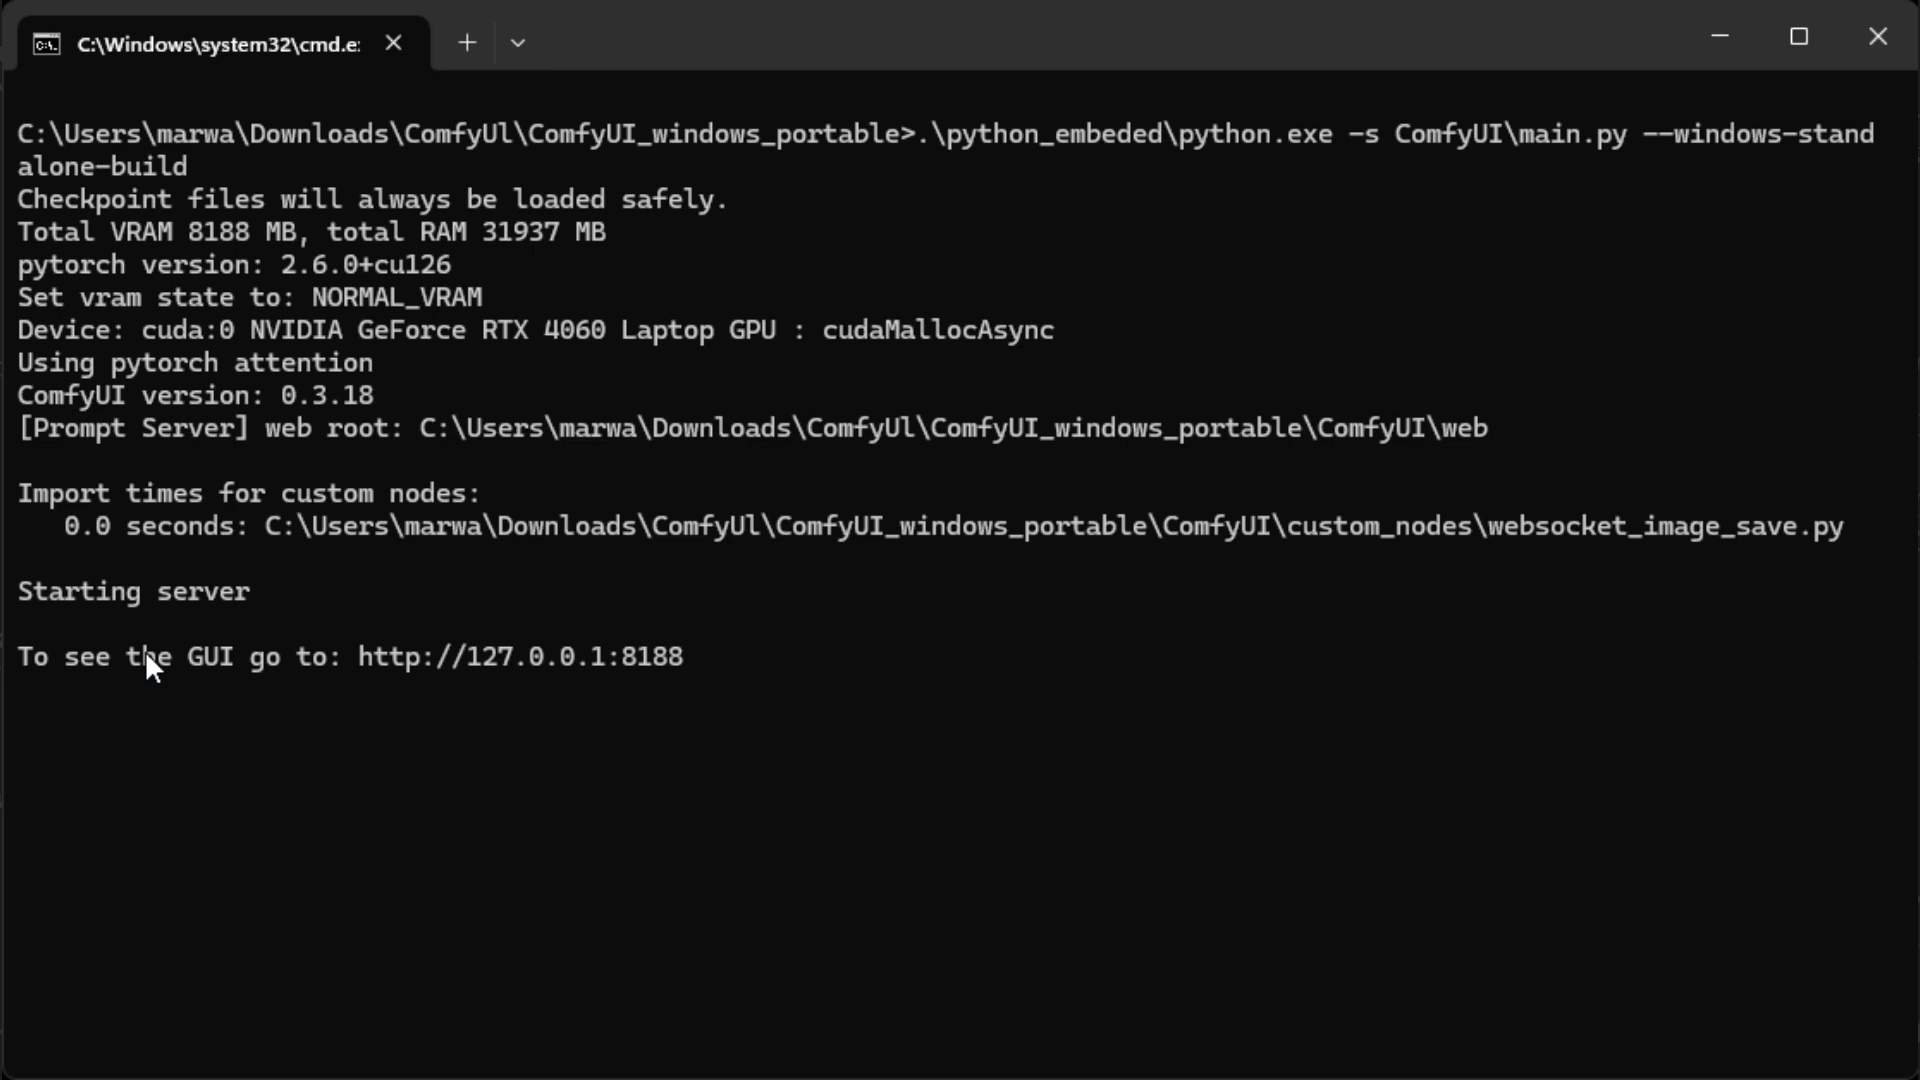 C:\Windows\system32\cmd.e:
C:\Users\marwa\Downloads\ComfyUl\ComfyUI_windows_portable>.\python_embeded\python.exe -s ComfyUI\main.py --windows-stand
alone-build
Checkpoint files will always be loaded safely.
Total VRAM 8188 MB, total RAM 31937 MB
pytorch version: 2.6.0+cu126
Set vram state to: NORMAL_VRAM
Device: cuda:0 NVIDIA GeForce RTX 4060 Laptop GPU : cudaMallocAsync
Using pytorch attention
ComfyUI version: 0.3.18
[Prompt Server] web root: C:\Users\marwa\Downloads\ComfyUl\ComfyUI_windows_portable\ComfyUI\web
Import times for custom nodes:
   0.0 seconds: C:\Users\marwa\Downloads\ComfyUl\ComfyUI_windows_portable\ComfyUI\custom_nodes\websocket_image_save.py
Starting server
To see the GUI go to: http://127.0.0.1:8188